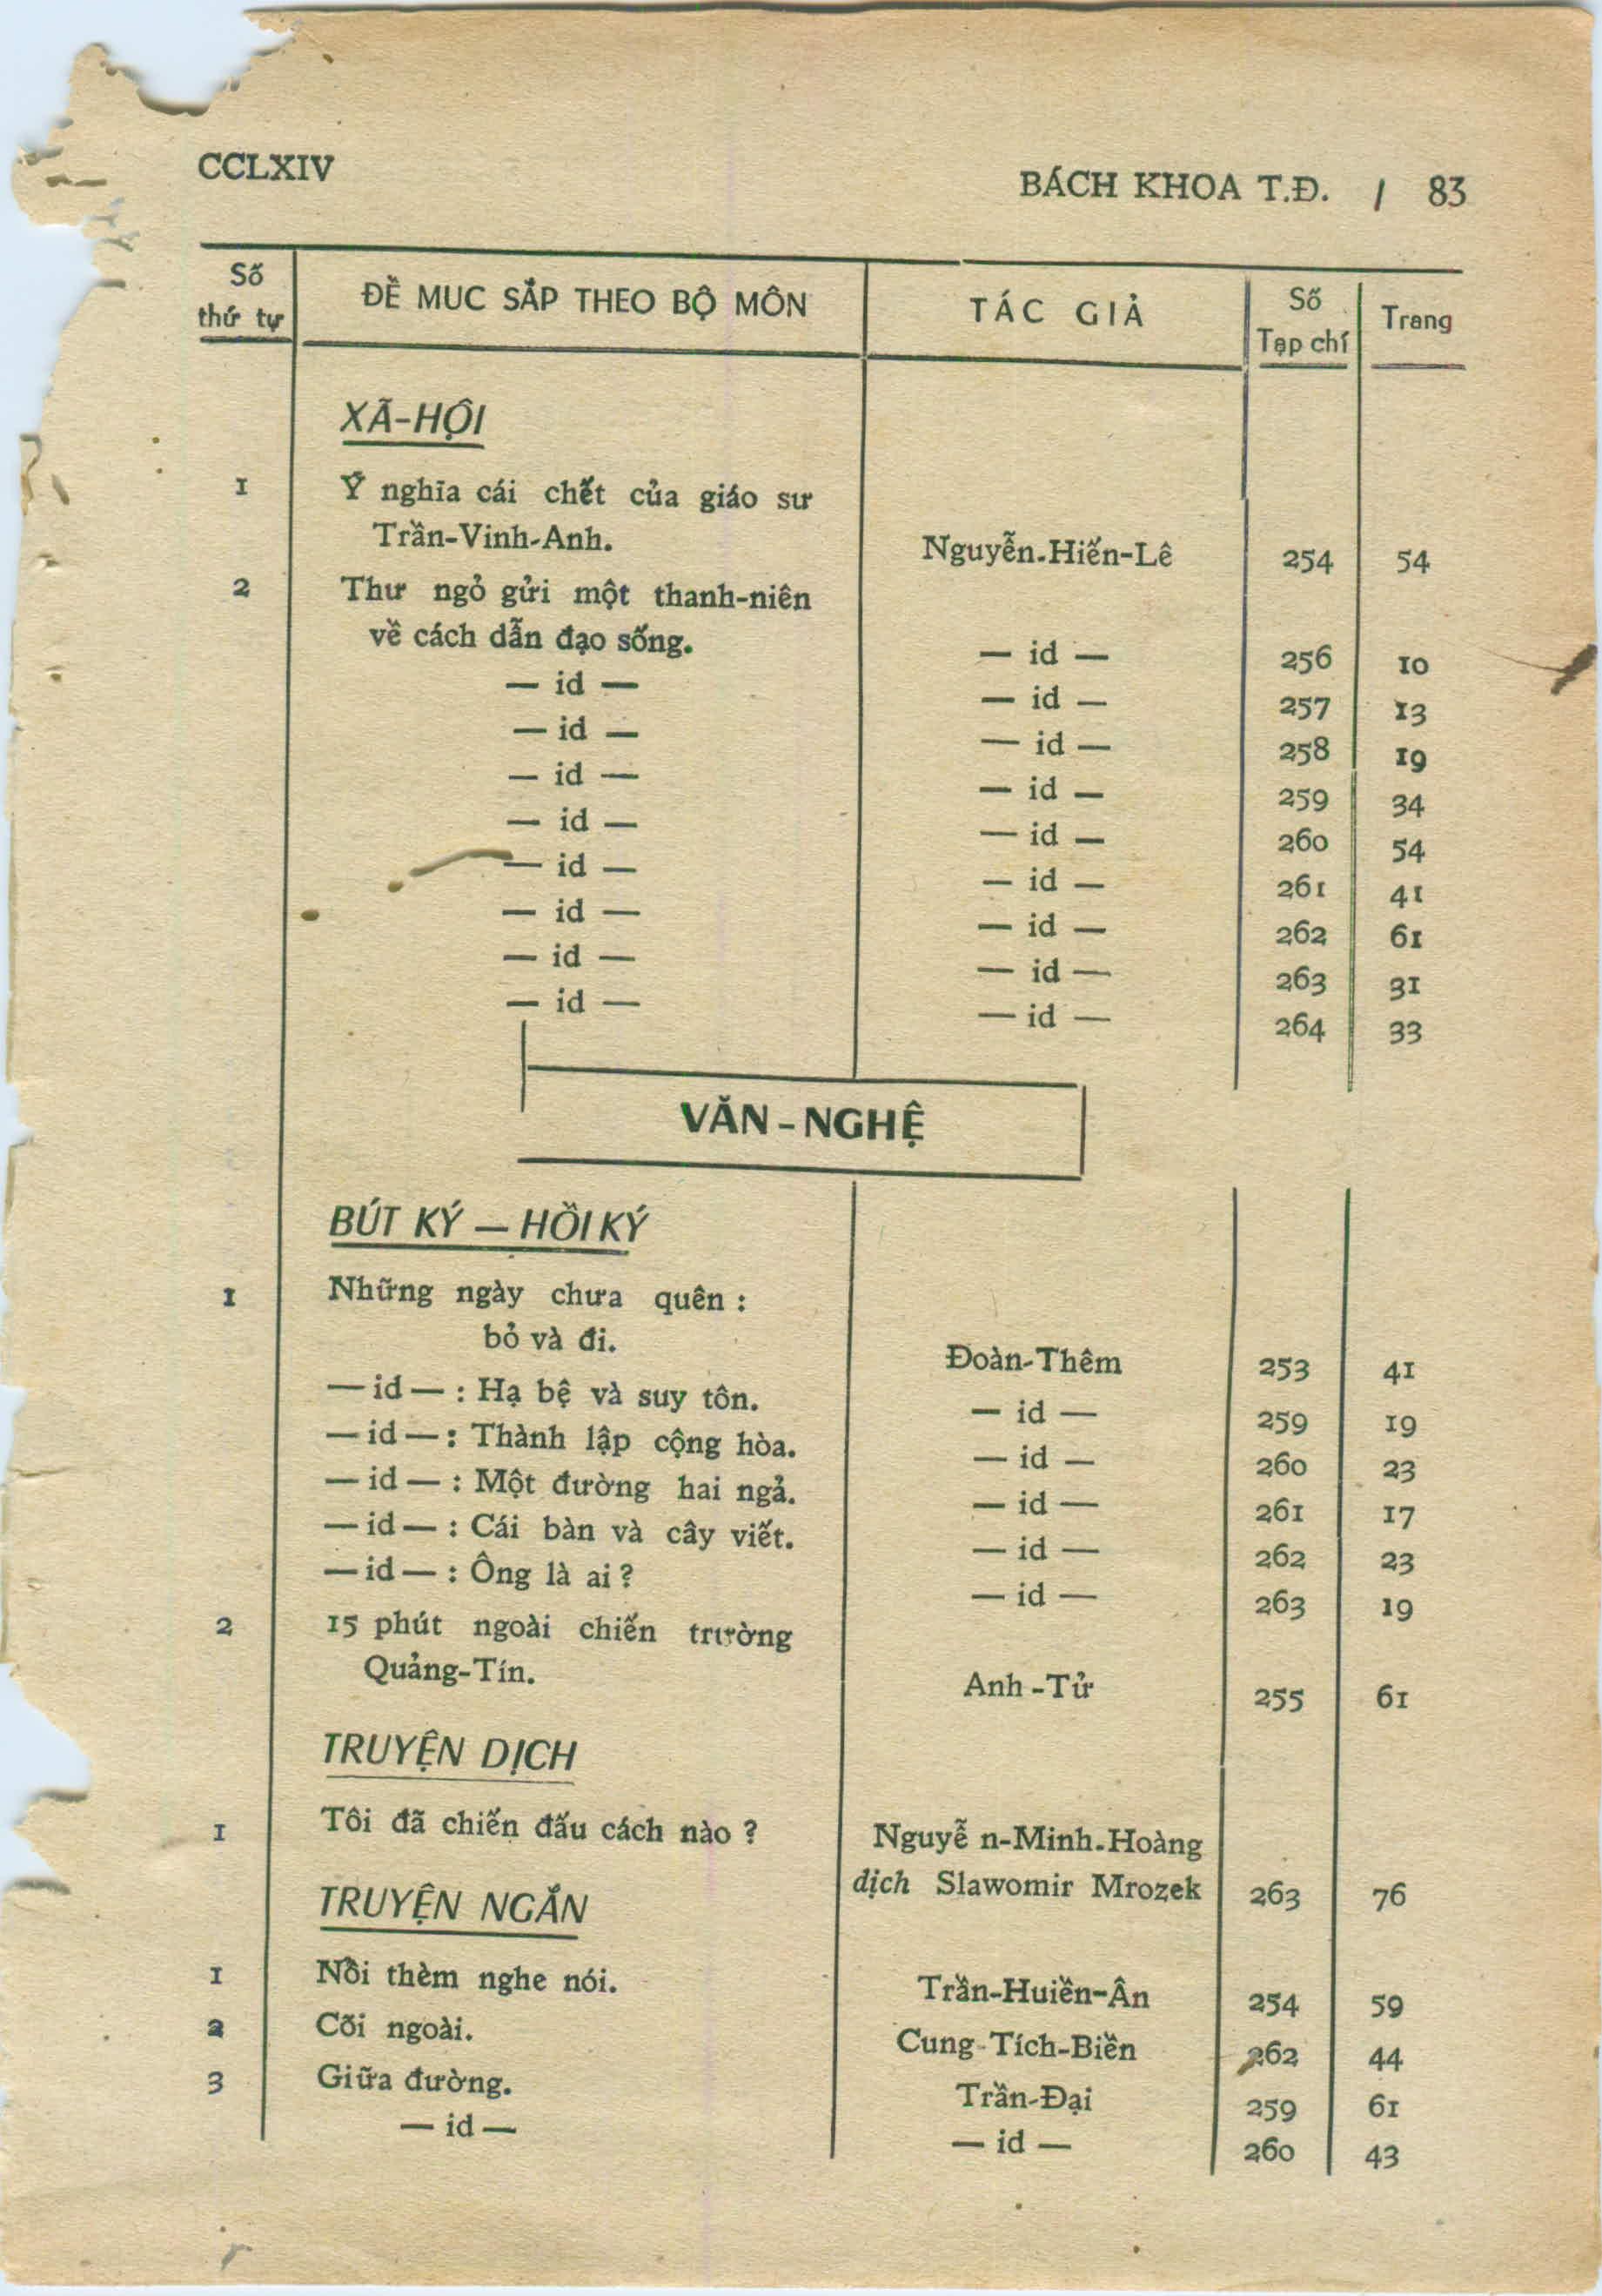 CCLXIV BÁCH KHOA T.Đ. / 83
Số thứ tự ĐỀ MUC SẮP THEO BỘ MÔN TÁC GIẢ Số Tạp chí Trang
XÃ-HỘI
1 Ý nghĩa cái chết của giáo sư
Trần-Vinh-Anh. Nguyễn-Hiến-Lê 254 54
2 Thư ngỏ gửi một thanh-niên
về cách dẫn đạo sống. — id — 256 10
— id — — id — 257 13
— id — — id — 258 19
— id — — id — 259 34
— id — — id — 260 54
— id — — id — 261 41
— id — — id — 262 61
— id — — id — 263 31
— id — — id — 264 33
VĂN-NGHỆ
BÚT KÝ — HỒI KÝ
1 Những ngày chưa quên :
bỏ và đi. Đoàn-Thêm 253 41
— id — : Hạ bệ và suy tôn. — id — 259 19
— id — : Thành lập cộng hòa. — id — 260 23
— id — : Một đường hai ngả. — id — 261 17
— id — : Cái bàn và cây viết. — id — 262 23
— id — : Ông là ai ? — id — 263 19
2 15 phút ngoài chiến trường
Quảng-Tín. Anh-Tử 255 61
TRUYỆN DỊCH
1 Tôi đã chiến đấu cách nào ? Nguyễn-Minh-Hoàng
dịch Slawomir Mrozek 263 76
TRUYỆN NGẮN
1 Nỗi thèm nghe nói. Trần-Huiền-Ân 254 59
2 Cõi ngoài. Cung-Tích-Biền 262 44
3 Giữa đường. Trần-Đại 259 61
— id — — id — 260 43